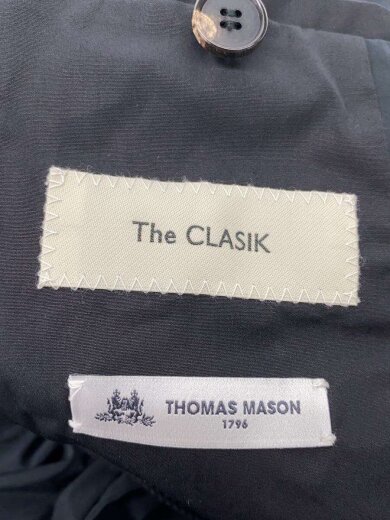 The CLASIK
THOMAS MASON
1796